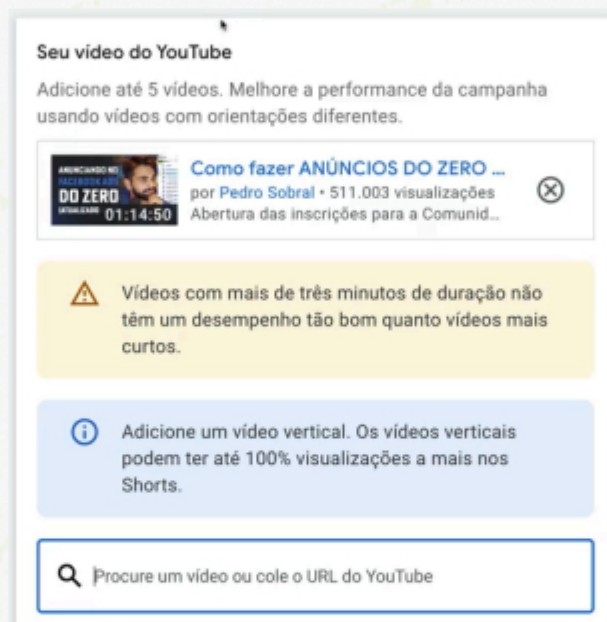 Seu vídeo do YouTube
Adicione até 5 vídeos. Melhore a performance da campanha
usando vídeos com orientações diferentes.
ANUNCIANDO NO
FACEBOOK ADS
DO ZERO
01:14:50
Como fazer ANÚNCIOS DO ZERO ...
por Pedro Sobral • 511.003 visualizações
Abertura das inscrições para a Comunid...
Vídeos com mais de três minutos de duração não
têm um desempenho tão bom quanto vídeos mais
curtos.
Adicione um vídeo vertical. Os vídeos verticais
podem ter até 100% visualizações a mais nos
Shorts.
Procure um vídeo ou cole o URL do YouTube